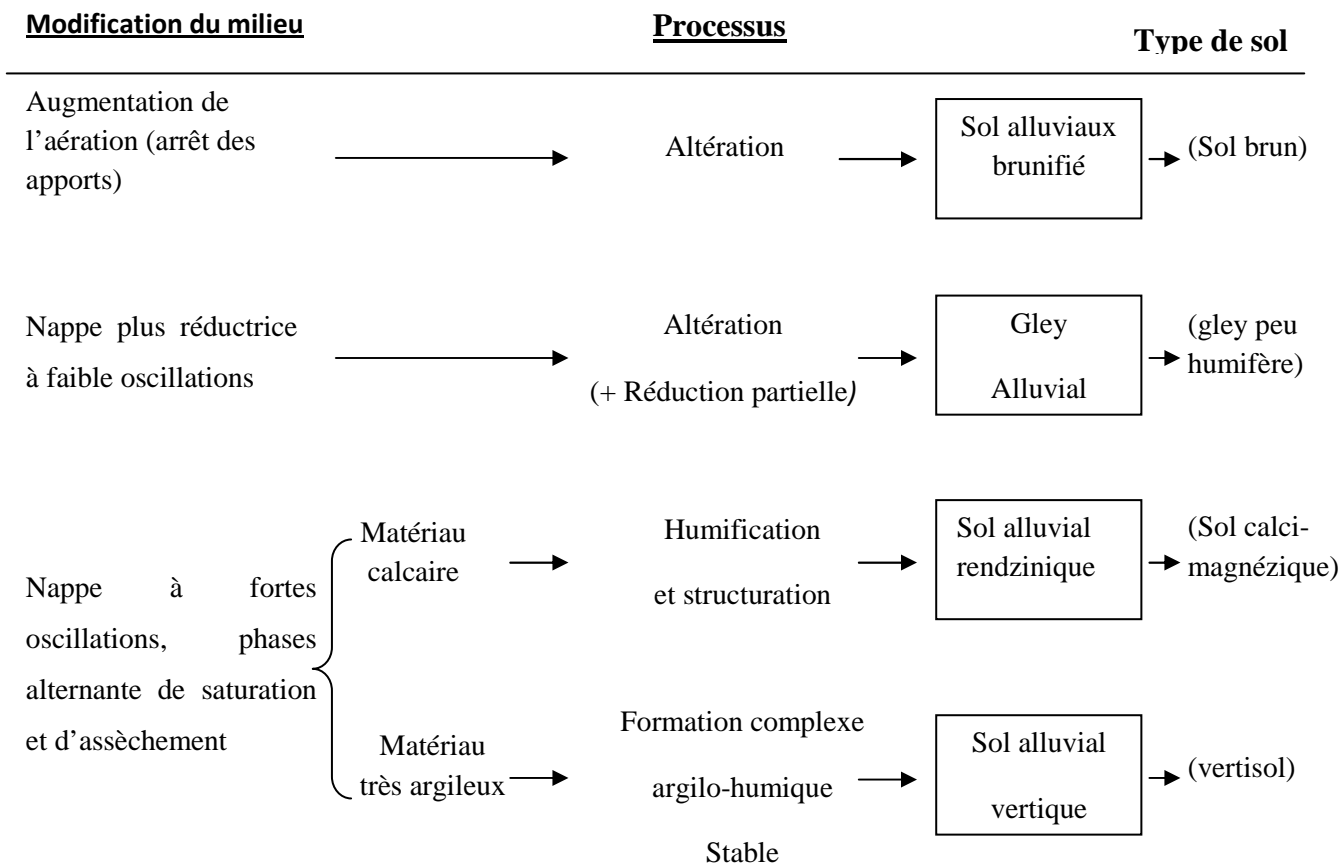 Modification du milieu
Processus
Type de sol
Augmentation de
l’aération (arrêt des
apports)
Altération
Sol alluviaux
brunifié
(Sol brun)
Nappe plus réductrice
à faible oscillations
Altération
(+ Réduction partielle)
Gley
Alluvial
(gley peu
humifère)
Nappe à fortes
oscillations, phases
alternante de saturation
et d’assèchement
Matériau
calcaire
Humification
et structuration
Sol alluvial
rendzinique
(Sol calci-
magnézique)
Matériau
très argileux
Formation complexe
argilo-humique
Stable
Sol alluvial
vertique
(vertisol)